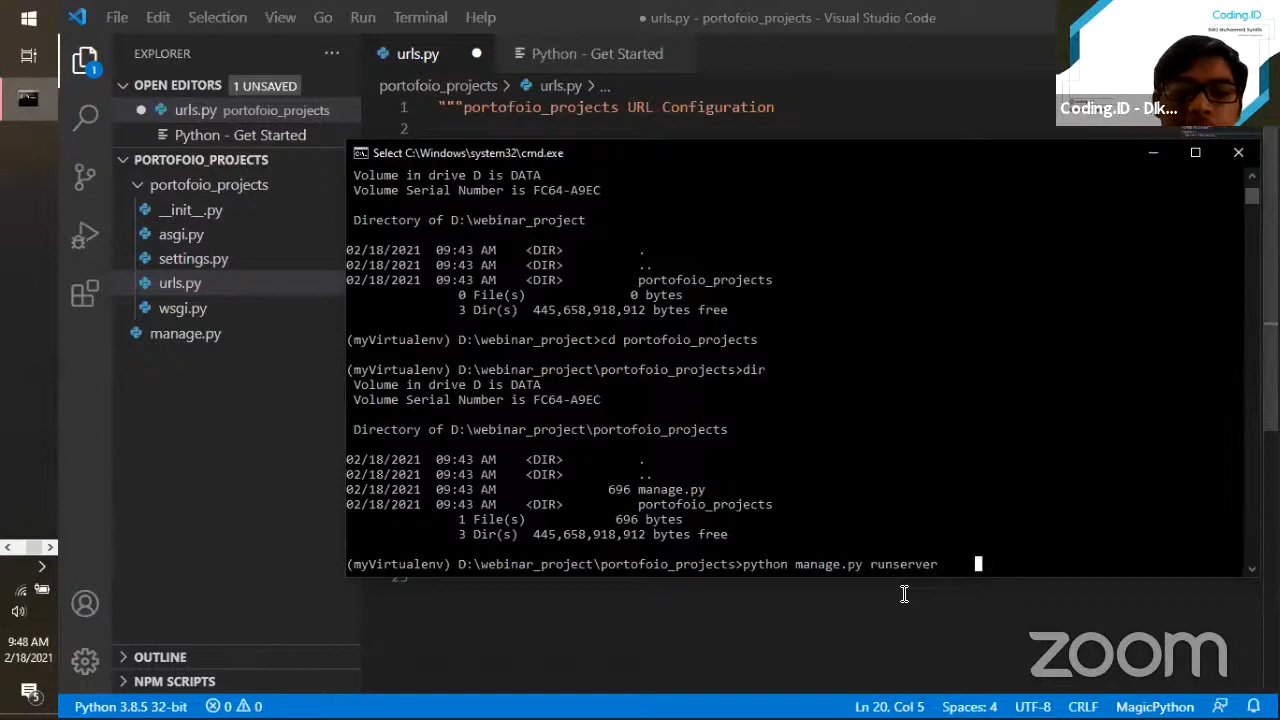 File Edit Selection View Go Run Terminal Help
● urls.py - portofoio_projects - Visual Studio Code
Coding.ID
Coding.ID - Dik...
EXPLORER ...
urls.py ●
Python - Get Started
OPEN EDITORS 1 UNSAVED
● urls.py portofoio_projects
Python - Get Started
PORTOFOIO_PROJECTS
portofoio_projects
__init__.py
asgi.py
settings.py
urls.py
wsgi.py
manage.py
OUTLINE
NPM SCRIPTS
portofoio_projects > urls.py > ...
1 """portofoio_projects URL Configuration
2
Select C:\Windows\system32\cmd.exe
Volume in drive D is DATA
Volume Serial Number is FC64-A9EC
Directory of D:\webinar_project
02/18/2021 09:43 AM <DIR> .
02/18/2021 09:43 AM <DIR> ..
02/18/2021 09:43 AM <DIR> portofoio_projects
0 File(s) 0 bytes
3 Dir(s) 445,658,918,912 bytes free
(myVirtualenv) D:\webinar_project>cd portofoio_projects
(myVirtualenv) D:\webinar_project\portofoio_projects>dir
Volume in drive D is DATA
Volume Serial Number is FC64-A9EC
Directory of D:\webinar_project\portofoio_projects
02/18/2021 09:43 AM <DIR> .
02/18/2021 09:43 AM <DIR> ..
02/18/2021 09:43 AM 696 manage.py
02/18/2021 09:43 AM <DIR> portofoio_projects
1 File(s) 696 bytes
3 Dir(s) 445,658,918,912 bytes free
(myVirtualenv) D:\webinar_project\portofoio_projects>python manage.py runserver
zoom
1
9:48 AM
2/18/2021
5
Python 3.8.5 32-bit 0 0 Ln 20, Col 5 Spaces: 4 UTF-8 CRLF MagicPython